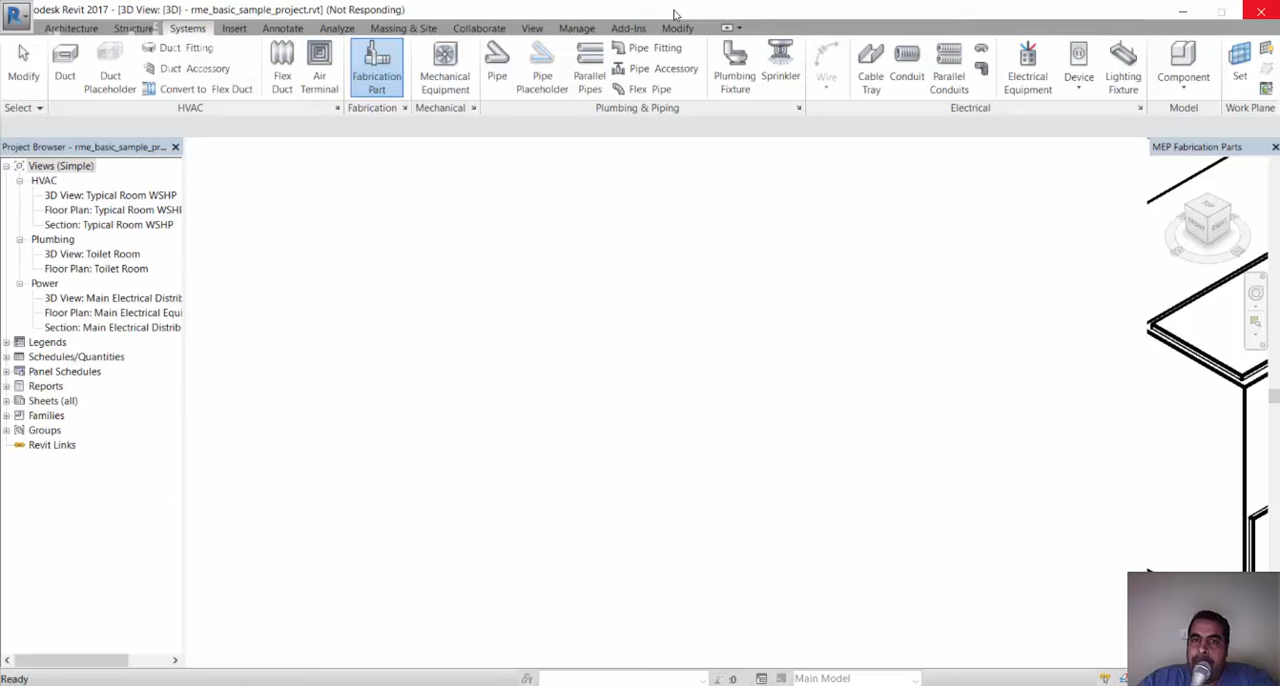 odesk Revit 2017 - [3D View: {3D} - rme_basic_sample_project.rvt] (Not Responding)
Architecture Structure Systems Insert Annotate Analyze Massing & Site Collaborate View Manage Add-Ins Modify
Modify
Duct
Duct Placeholder
Duct Fitting
Duct Accessory
Convert to Flex Duct
Flex Duct
Air Terminal
Fabrication Part
Mechanical Equipment
Pipe
Pipe Placeholder
Parallel Pipes
Pipe Fitting
Pipe Accessory
Flex Pipe
Plumbing Fixture
Sprinkler
Wire
Cable Tray
Conduit
Parallel Conduits
Electrical Equipment
Device
Lighting Fixture
Component
Set
Select HVAC Fabrication Mechanical Plumbing & Piping Electrical Model Work Plane
Project Browser - rme_basic_sample_pr...
Views (Simple)
HVAC
3D View: Typical Room WSHP
Floor Plan: Typical Room WSHP
Section: Typical Room WSHP
Plumbing
3D View: Toilet Room
Floor Plan: Toilet Room
Power
3D View: Main Electrical Distrib
Floor Plan: Main Electrical Equi
Section: Main Electrical Distrib
Legends
Schedules/Quantities
Panel Schedules
Reports
Sheets (all)
Families
Groups
Revit Links
MEP Fabrication Parts
TOP
FRONT
RIGHT
Ready
:0
Main Model